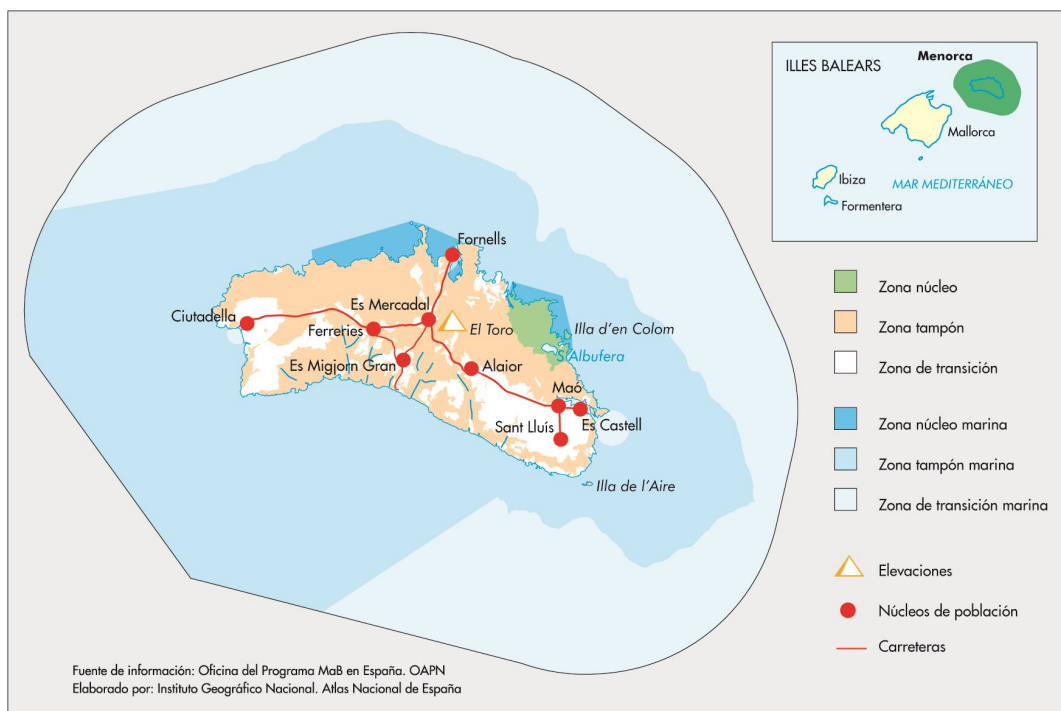 ILLES BALEARS
Menorca
Mallorca
Ibiza
MAR MEDITERRÁNEO
Formentera
Fornells
Es Mercadal
Ciutadella
Ferreries
El Toro
Illa d'en Colom
S'Albufera
Es Migjorn Gran
Alaior
Maó
Sant Lluís
Es Castell
Illa de l'Aire
Zona núcleo
Zona tampón
Zona de transición
Zona núcleo marina
Zona tampón marina
Zona de transición marina
Elevaciones
Núcleos de población
Carreteras
Fuente de información: Oficina del Programa MaB en España. OAPN
Elaborado por: Instituto Geográfico Nacional. Atlas Nacional de España